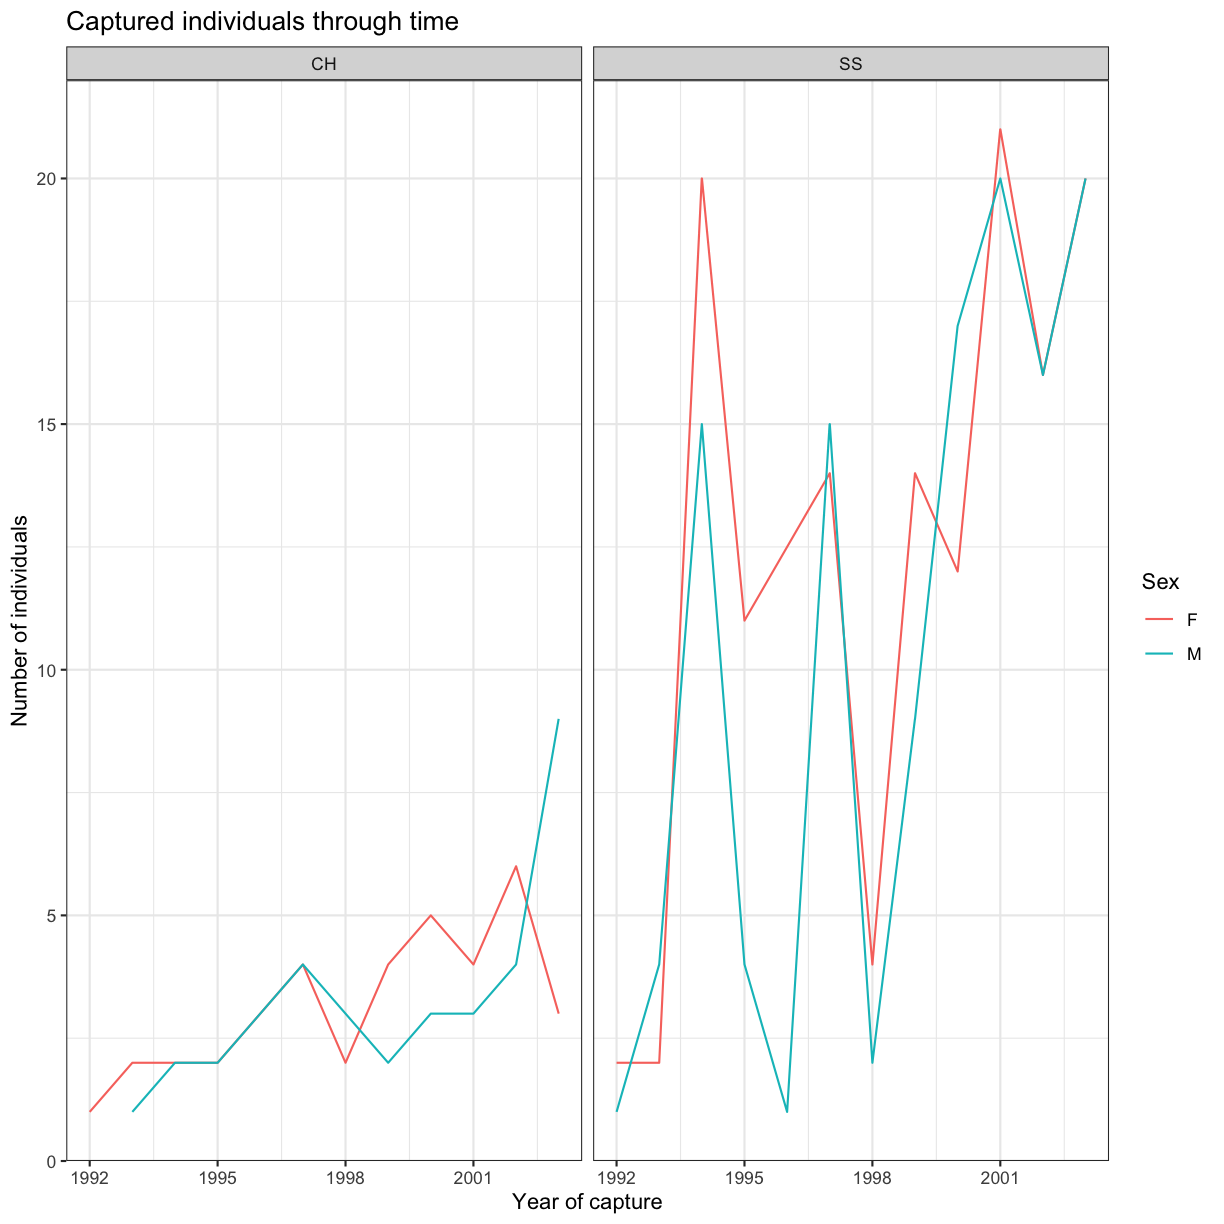 Captured individuals through time
CH
SS
20
15
10
5
0
Number of individuals
1992 1995 1998 2001
1992 1995 1998 2001
Year of capture
Sex
F
M